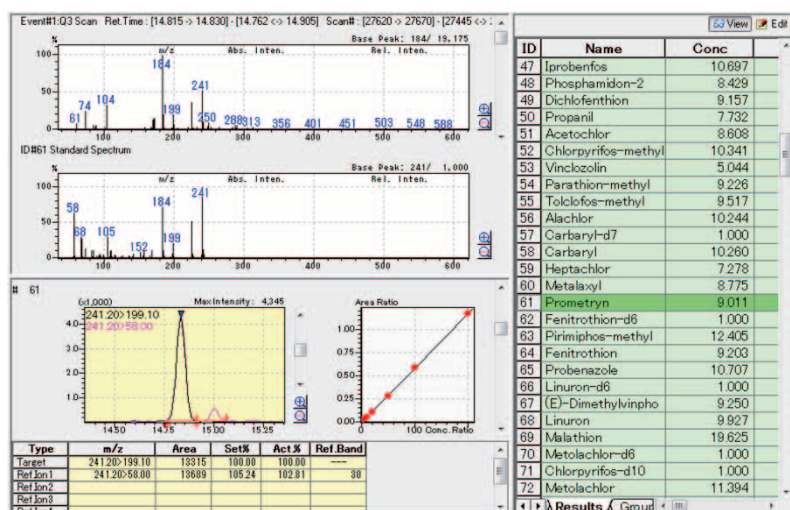 Event#1:Q3 Scan Ret.Time : [14.815 -> 14.830] - [14.762 <-> 14.905] Scan# : [27620 -> 27670] - [27445 <->
%
Base Peak: 184/ 19,175
m/z Abs. Inten. Rel. Inten.
100
50
0
184
241
104
74
61
199
250
288
313
356
401
451
503
548
588
100 200 300 400 500 600
ID#61 Standard Spectrum
%
Base Peak: 241/ 1,000
m/z Abs. Inten. Rel. Inten.
100
50
0
241
184
58
68
105
152
199
100 200 300 400 500 600
# 61
(x1,000) Max Intensity : 4,345
241.20>199.10
241.20>58.00
4.0
3.0
2.0
1.0
14.50 14.75 15.00 15.25
Area Ratio
1.00
0.75
0.50
0.25
0.00
0 100 Conc. Ratio
Type m/z Area Set% Act.% Ref.Band
Target 241.20>199.10 13315 100.00 100.00 ---
Ref.Ion1 241.20>58.00 13689 105.24 102.81 30
Ref.Ion2
Ref.Ion3
View Edit
ID Name Conc
47 Iprobenfos 10.697
48 Phosphamidon-2 8.429
49 Dichlofenthion 9.157
50 Propanil 7.732
51 Acetochlor 8.608
52 Chlorpyrifos-methyl 10.341
53 Vinclozolin 5.044
54 Parathion-methyl 9.226
55 Tolclofos-methyl 9.517
56 Alachlor 10.244
57 Carbaryl-d7 1.000
58 Carbaryl 10.260
59 Heptachlor 7.278
60 Metalaxyl 8.775
61 Prometryn 9.011
62 Fenitrothion-d6 1.000
63 Pirimiphos-methyl 12.405
64 Fenitrothion 9.203
65 Probenazole 10.707
66 Linuron-d6 1.000
67 (E)-Dimethylvinpho 9.250
68 Linuron 9.927
69 Malathion 19.625
70 Metolachlor-d6 1.000
71 Chlorpyrifos-d10 1.000
72 Metolachlor 11.394
Results Group